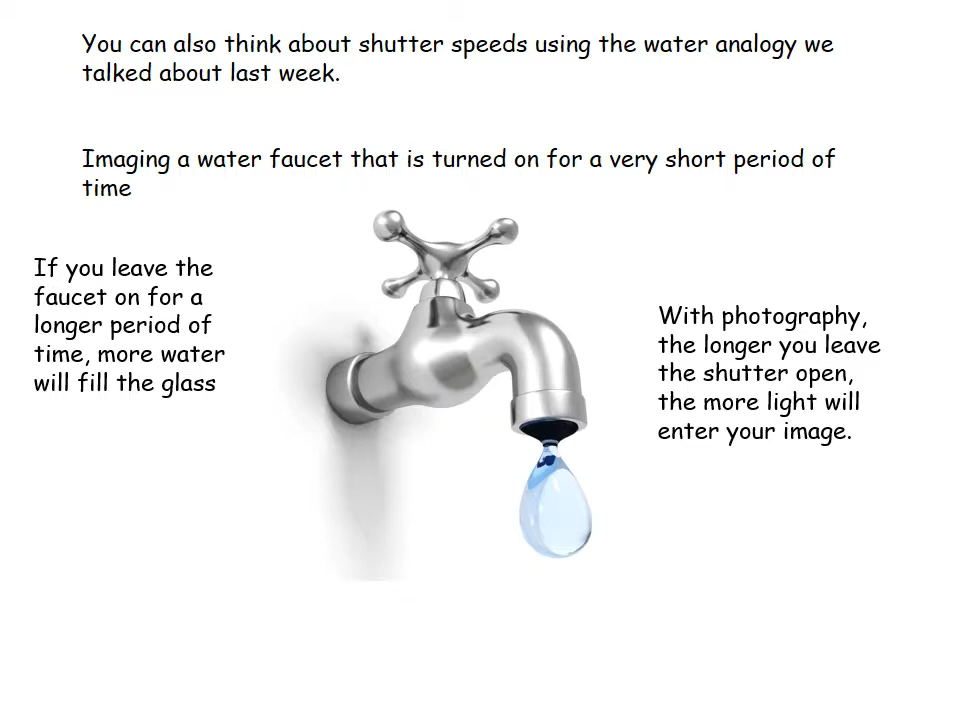 You can also think about shutter speeds using the water analogy we
talked about last week.
Imaging a water faucet that is turned on for a very short period of
time
If you leave the
faucet on for a
longer period of
time, more water
will fill the glass
With photography,
the longer you leave
the shutter open,
the more light will
enter your image.